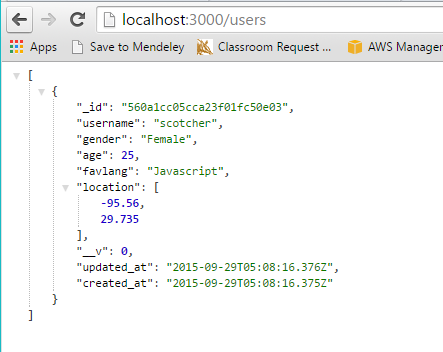 localhost:3000/users
Apps Save to Mendeley Classroom Request ... AWS Manager
[
{
"_id": "560a1cc05cca23f01fc50e03",
"username": "scotcher",
"gender": "Female",
"age": 25,
"favlang": "Javascript",
"location": [
-95.56,
29.735
],
"__v": 0,
"updated_at": "2015-09-29T05:08:16.376Z",
"created_at": "2015-09-29T05:08:16.375Z"
}
]